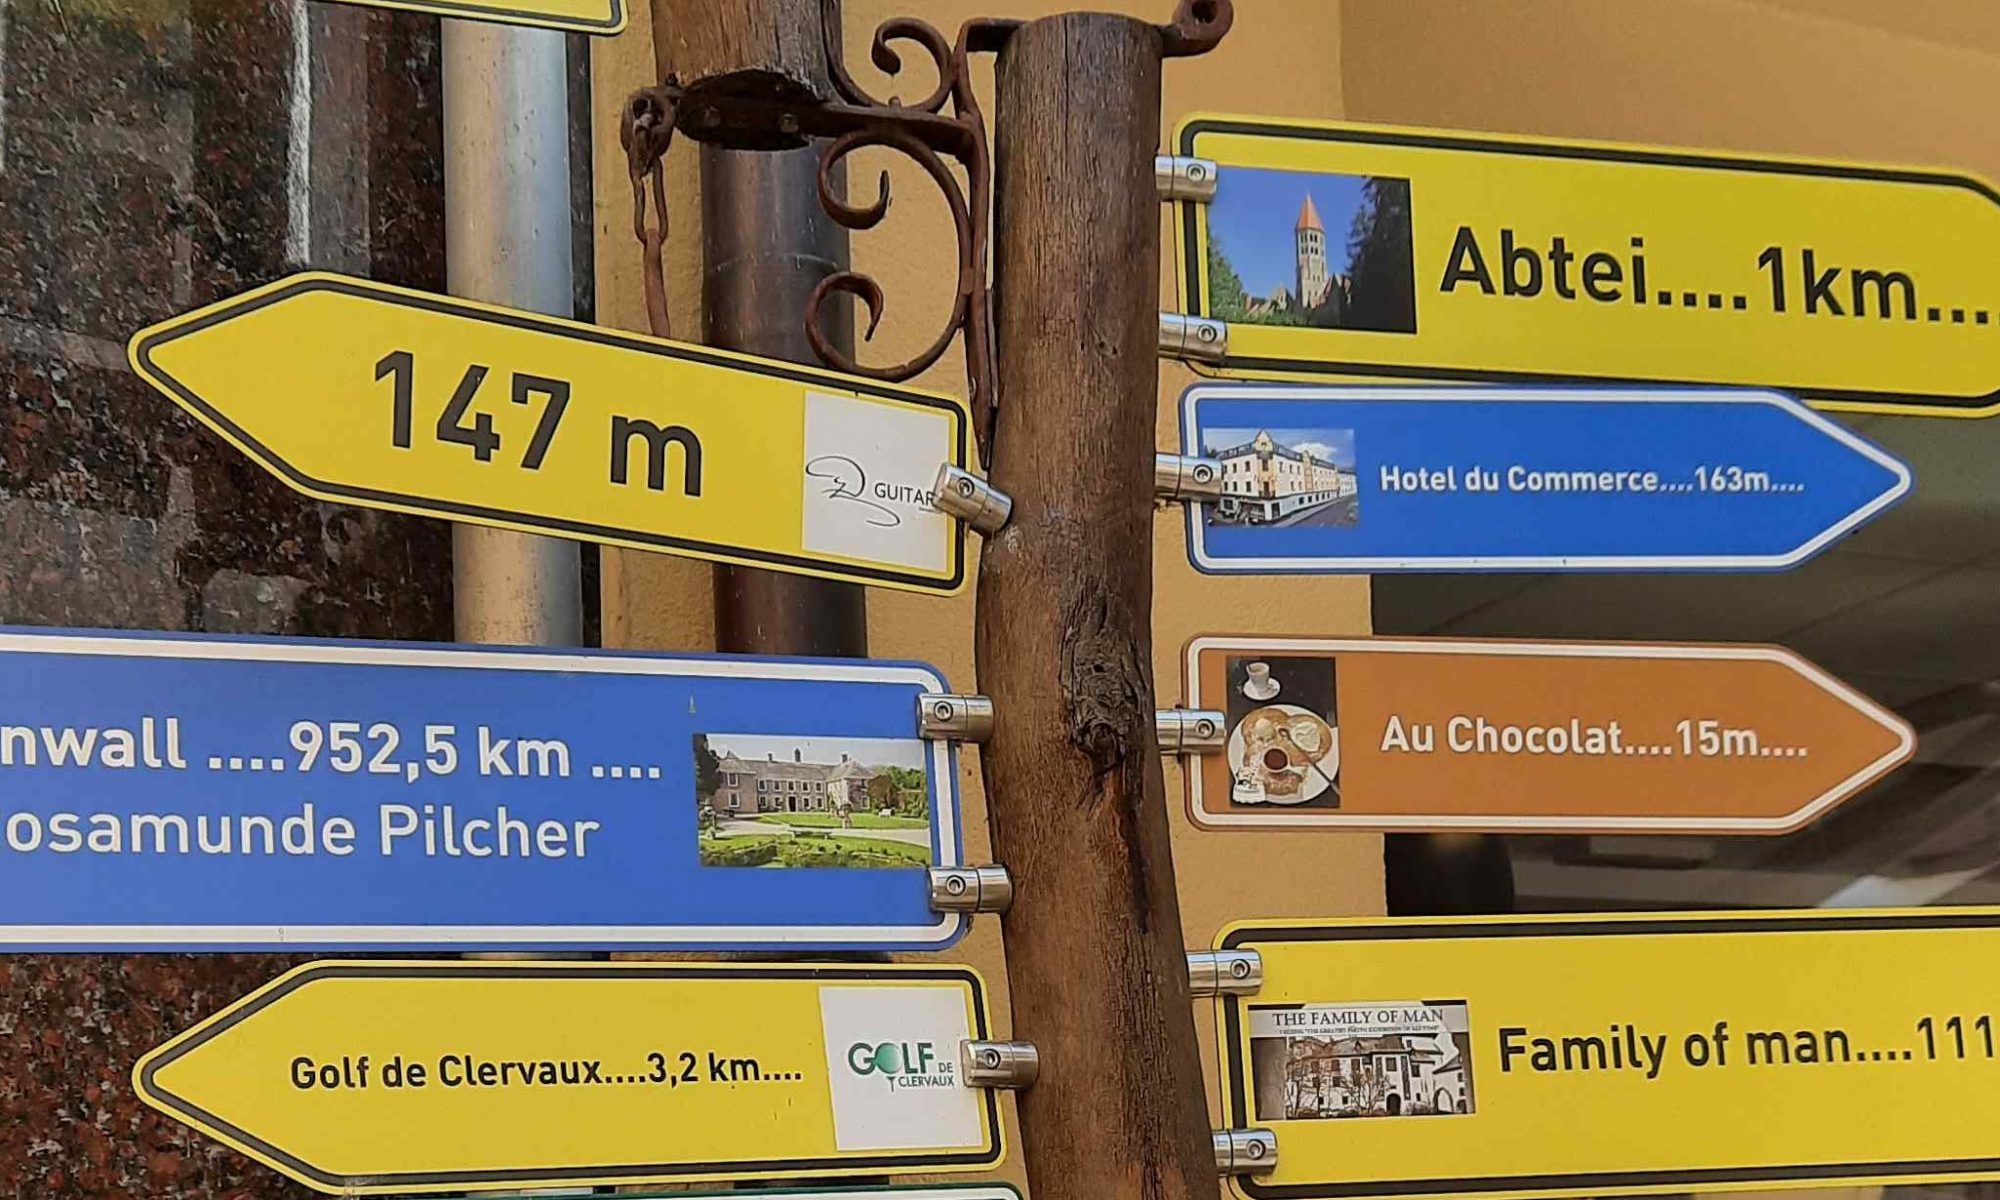 Abtei....1km....
147 m
GUITAR
Hotel du Commerce....163m....
nwall ....952,5 km ....
osamunde Pilcher
Au Chocolat....15m....
THE FAMILY OF MAN
Family of man....111
Golf de Clervaux....3,2 km....
GOLF DE
CLERVAUX